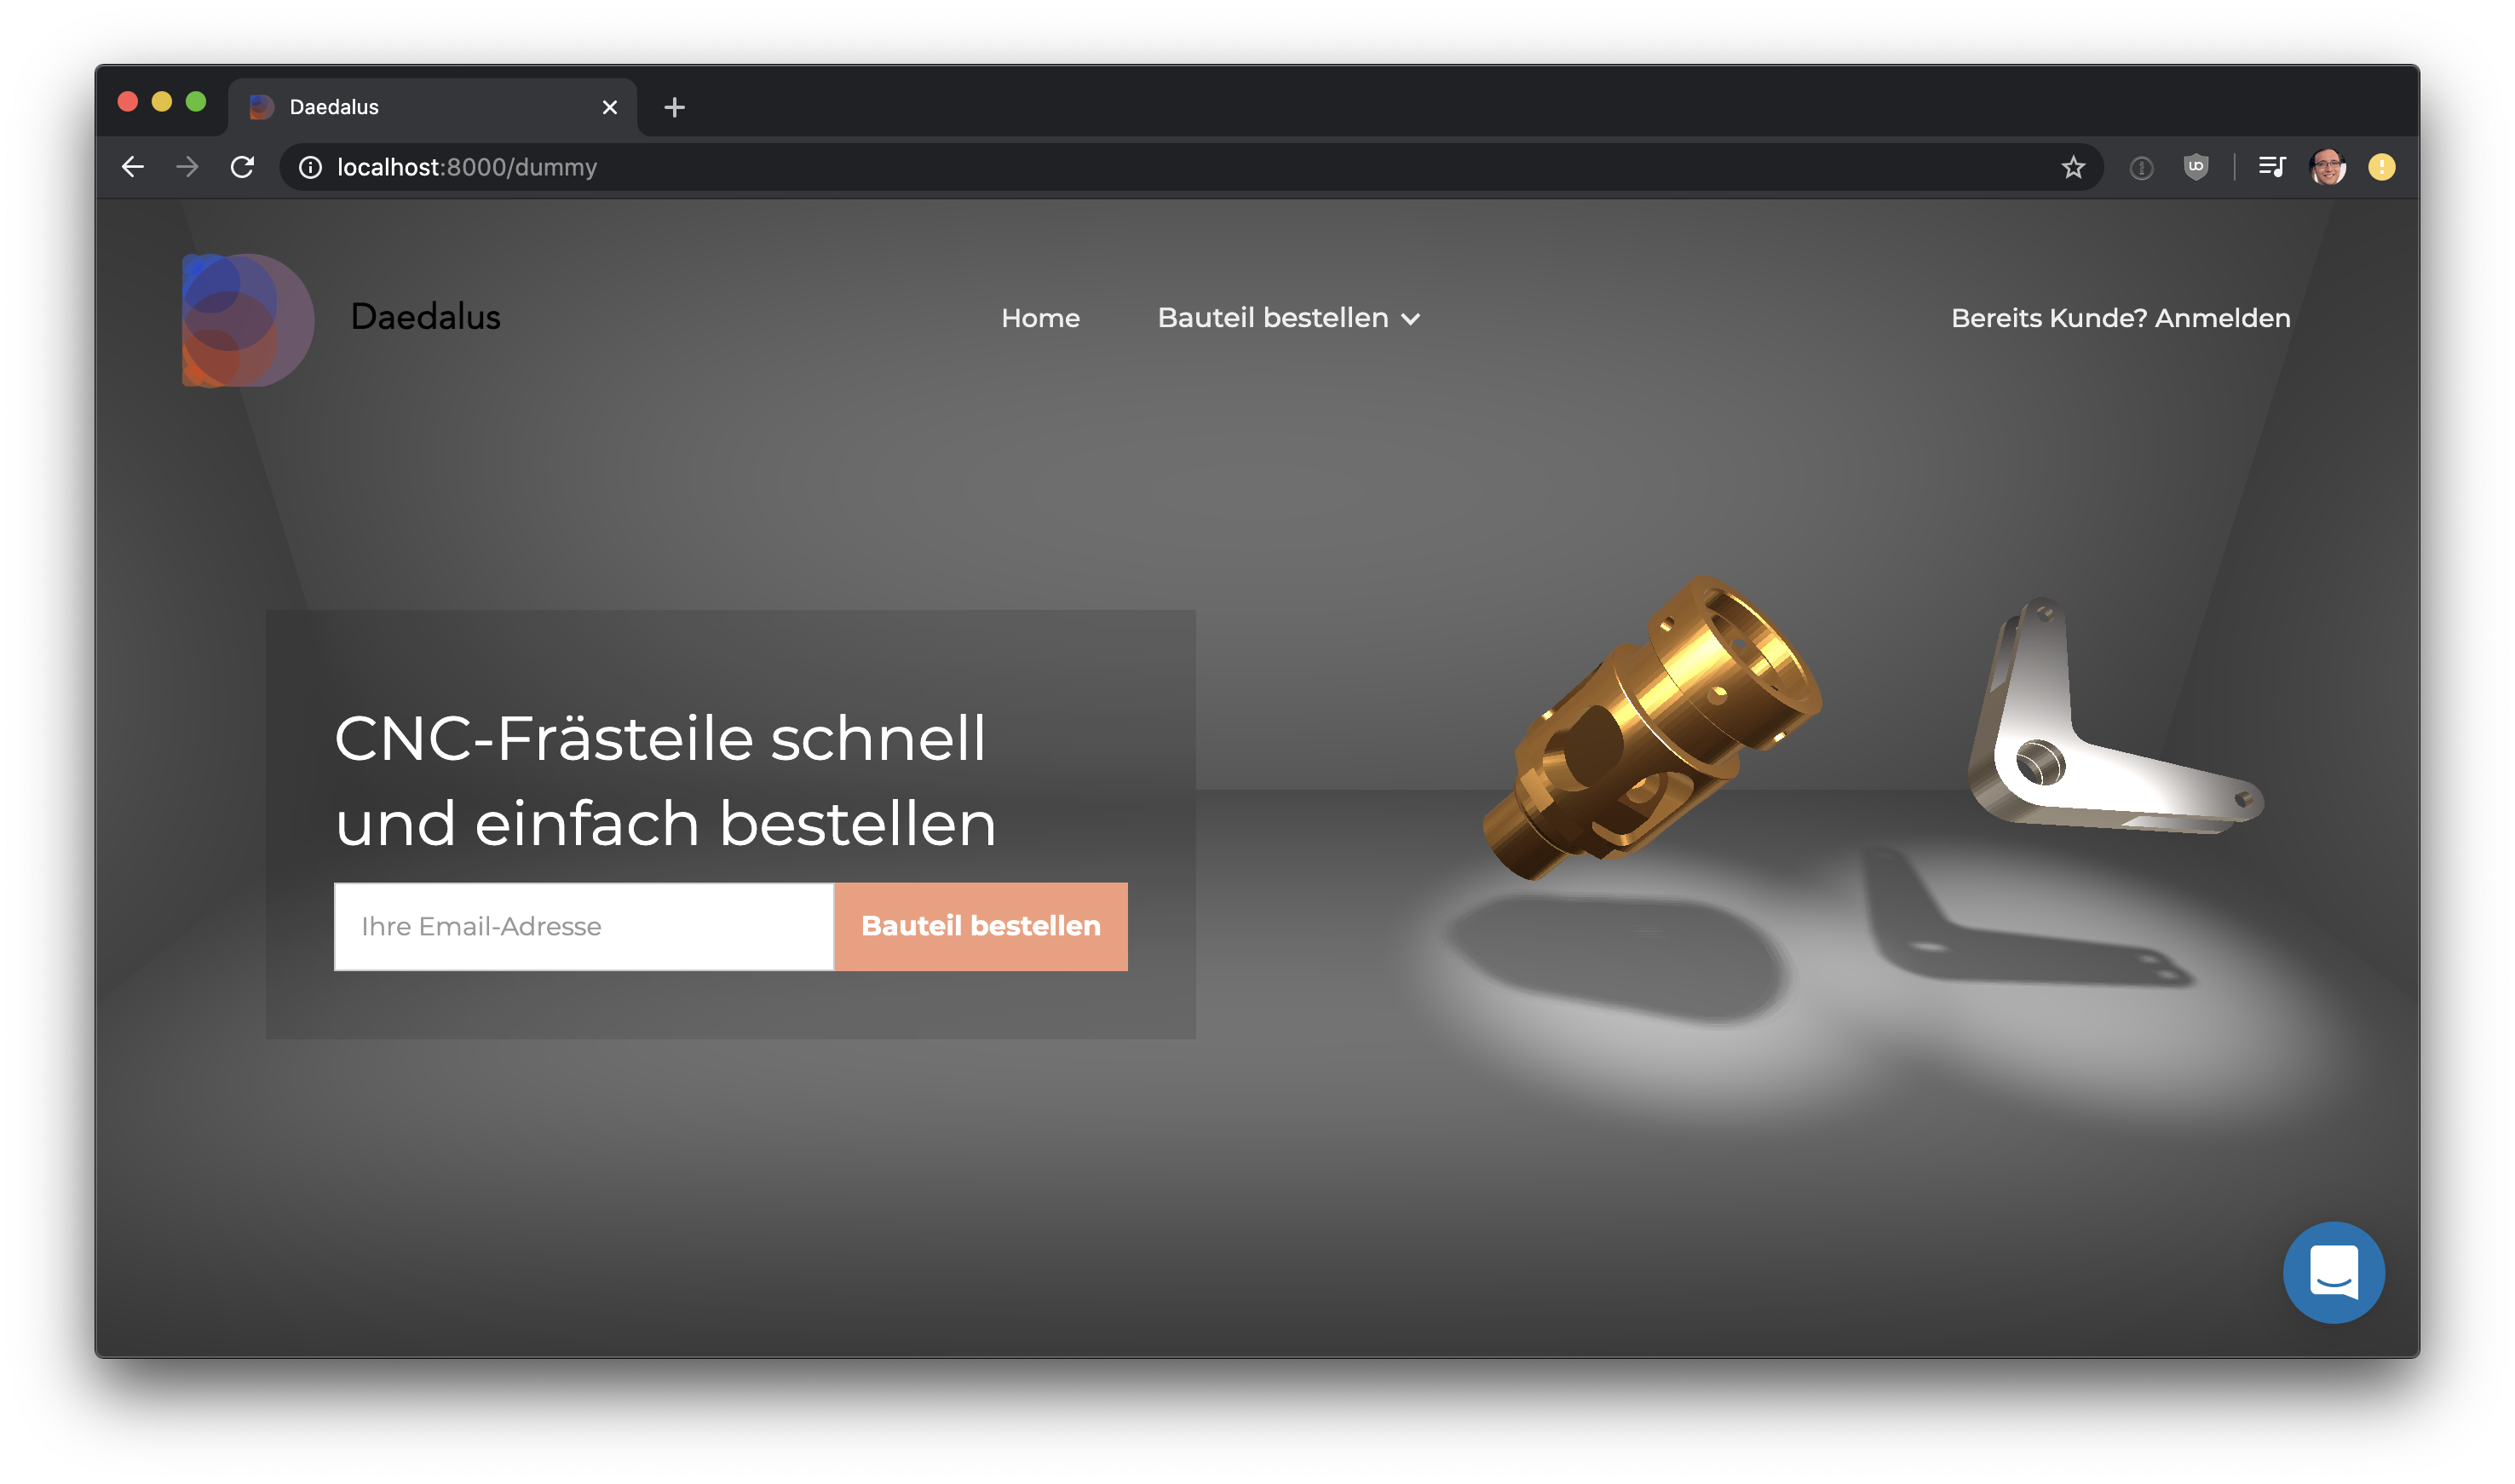 Daedalus
localhost:8000/dummy
Daedalus
Home
Bauteil bestellen
Bereits Kunde? Anmelden
CNC-Frästeile schnell
und einfach bestellen
Ihre Email-Adresse
Bauteil bestellen